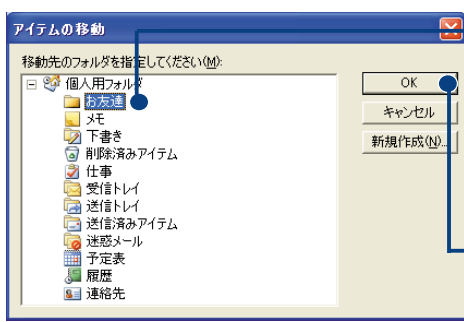 アイテムの移動
移動先のフォルダを指定してください(M):
個人用フォルダ
お友達
メモ
下書き
削除済みアイテム
仕事
受信トレイ
送信トレイ
送信済みアイテム
迷惑メール
予定表
履歴
連絡先
OK
キャンセル
新規作成(N)...